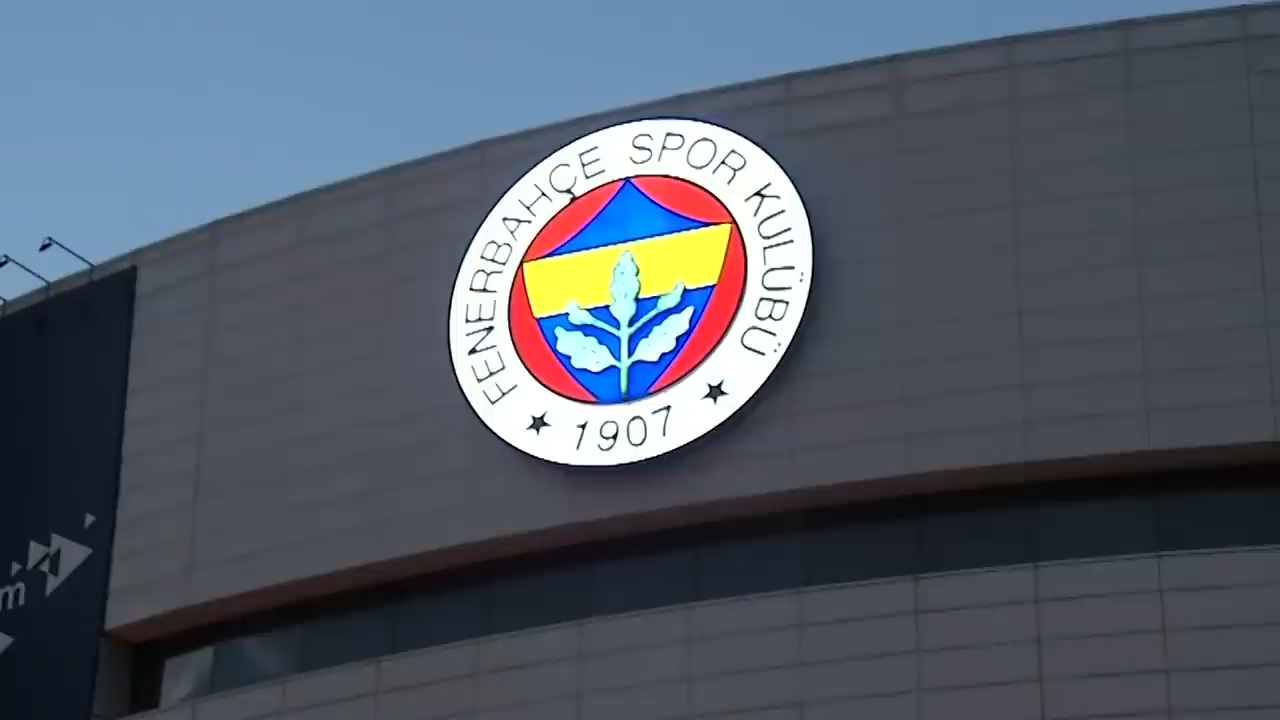 FENERBAHÇE SPOR KULÜBÜ
★ 1907 ★
m